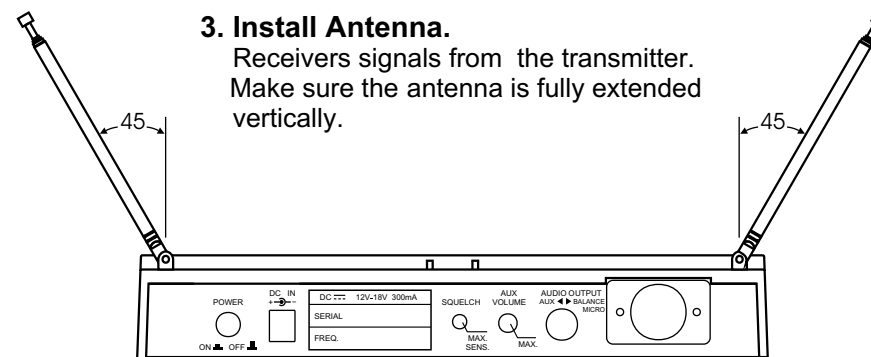 3. Install Antenna.
Receivers signals from the transmitter.
Make sure the antenna is fully extended
vertically.
45
45
POWER
ON OFF
DC IN
+ -
DC 12V-18V 300mA
SERIAL
FREQ.
SQUELCH
MAX.
SENS.
AUX
VOLUME
MAX.
AUDIO OUTPUT
AUX ◀ ▶ BALANCE
MICRO